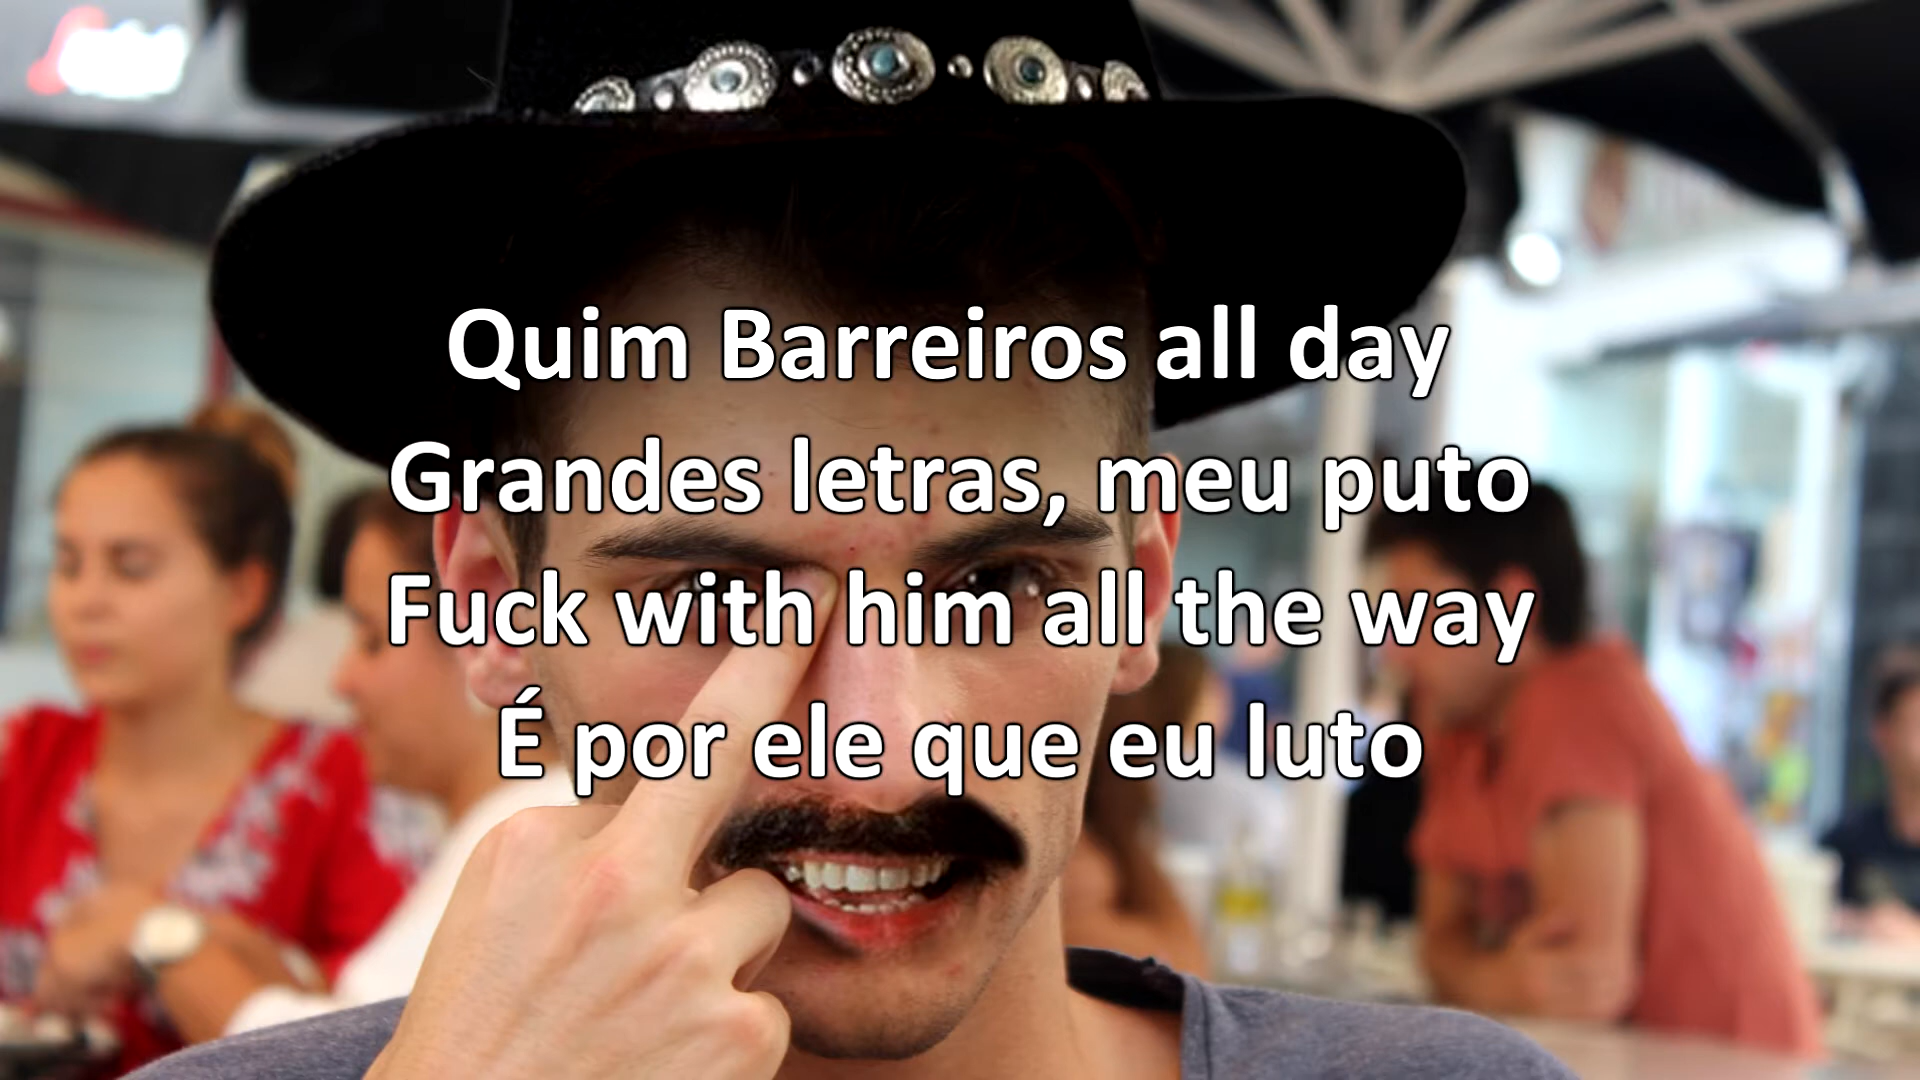 Quim Barreiros all day
Grandes letras, meu puto
Fuck with him all the way
É por ele que eu luto